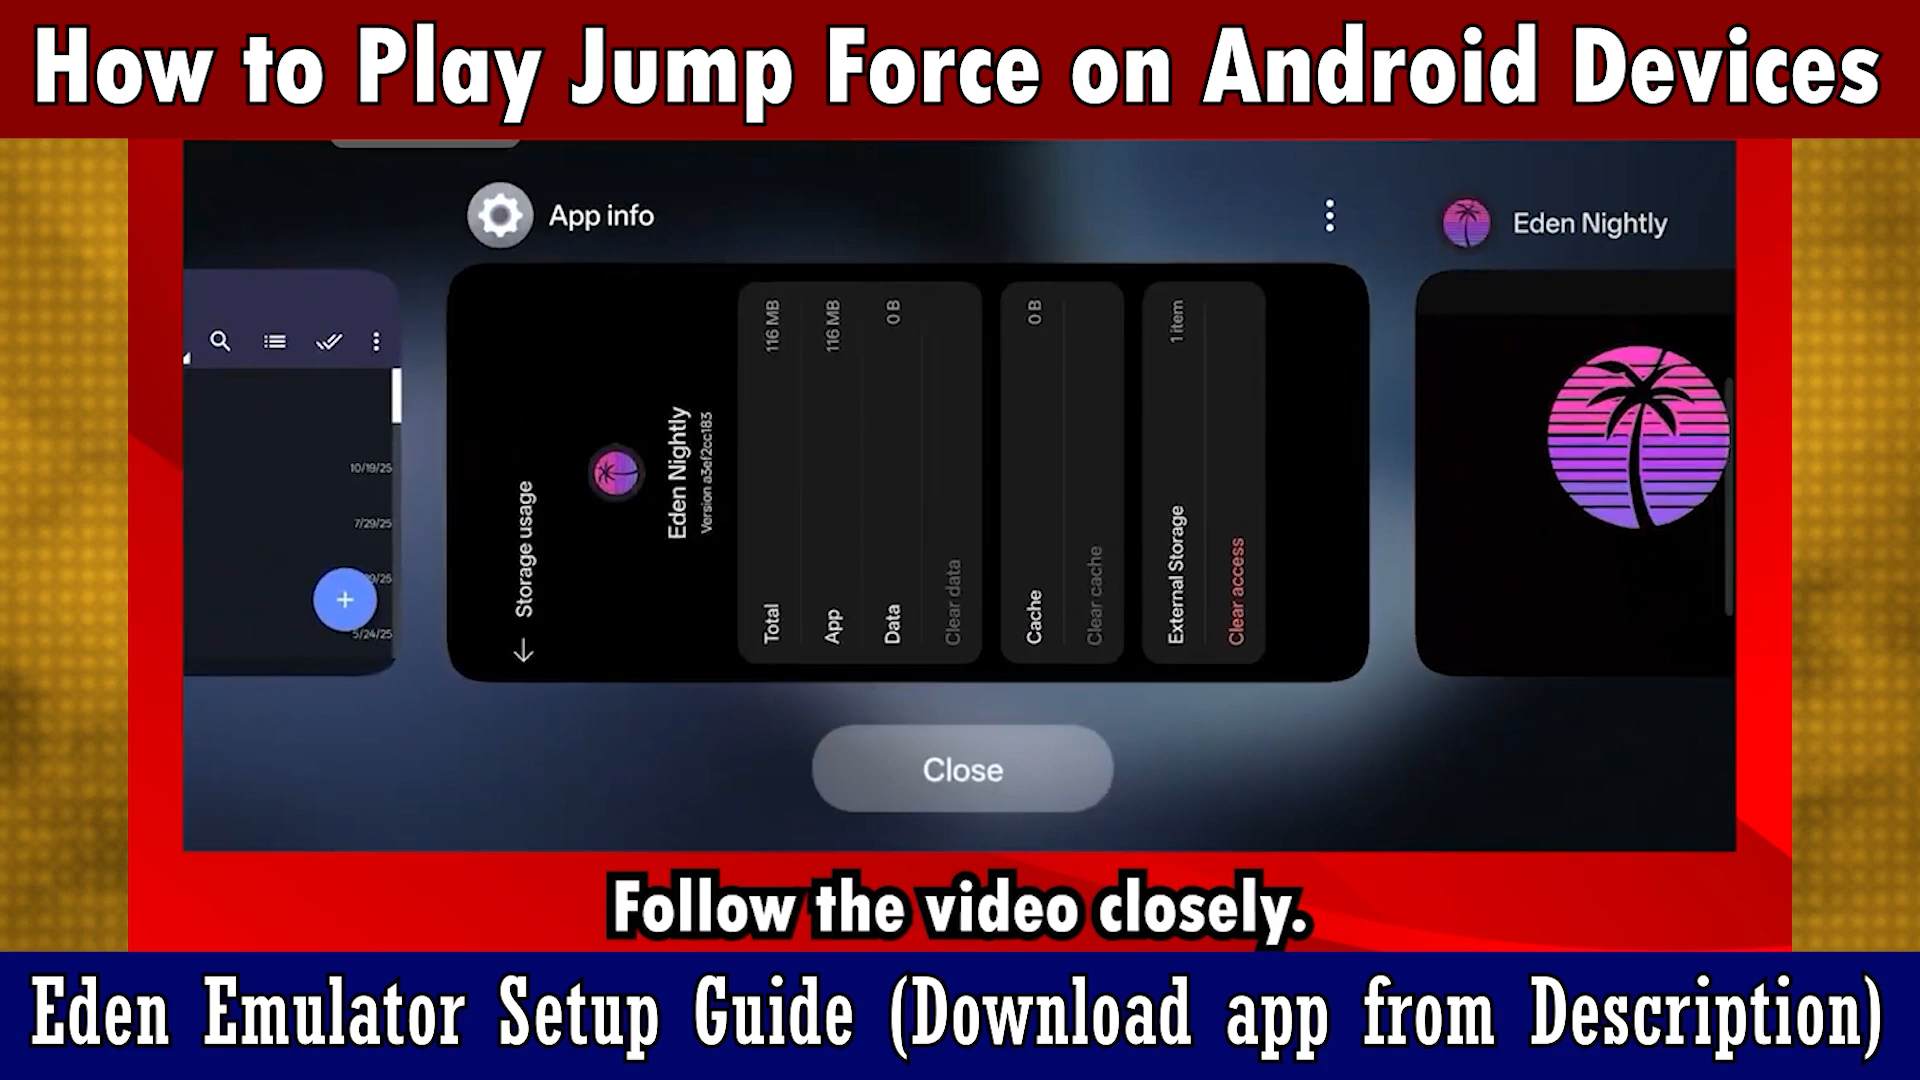 How to Play Jump Force on Android Devices
App info
Eden Nightly
10/19/25
7/29/25
9/25
5/24/25
Storage usage
Eden Nightly
Version a3ef2cc183
Total 116 MB
App 116 MB
Data 0 B
Clear data
Cache 0 B
Clear cache
External Storage 1 item
Clear access
Close
Follow the video closely.
Eden Emulator Setup Guide (Download app from Description)